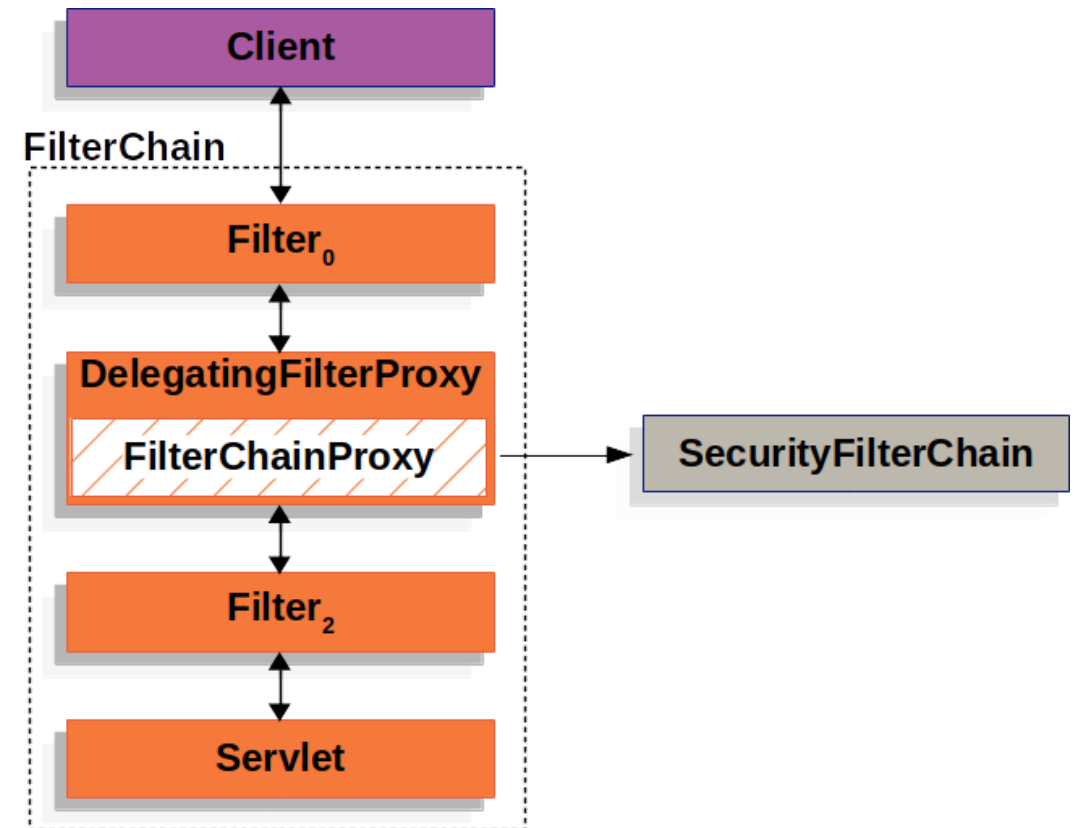 Client
FilterChain
Filter0
DelegatingFilterProxy
FilterChainProxy
SecurityFilterChain
Filter2
Servlet